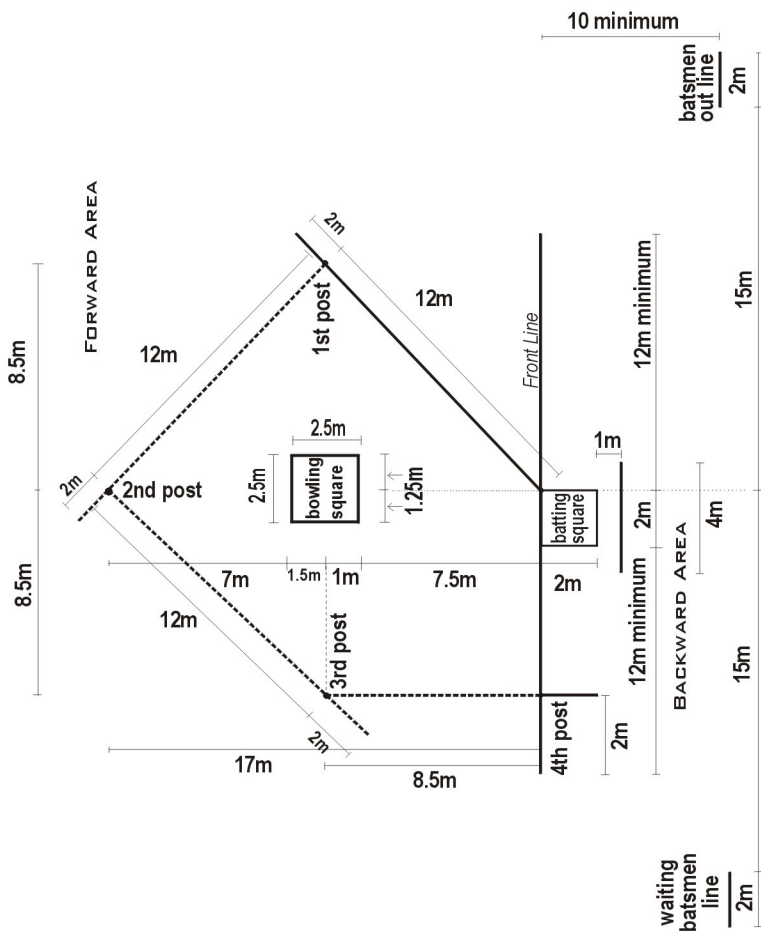 10 minimum
batsmen
out line
2m
FORWARD AREA
2m
12m
12m
1st post
Front Line
12m minimum
15m
8.5m
2.5m
1m
2m
2nd post
2.5m
bowling
square
1.25m
batting
square
2m
4m
7m
1.5m
1m
7.5m
2m
8.5m
12m
3rd post
12m minimum
BACKWARD AREA
15m
2m
4th post
2m
17m
8.5m
waiting
batsmen
line
2m